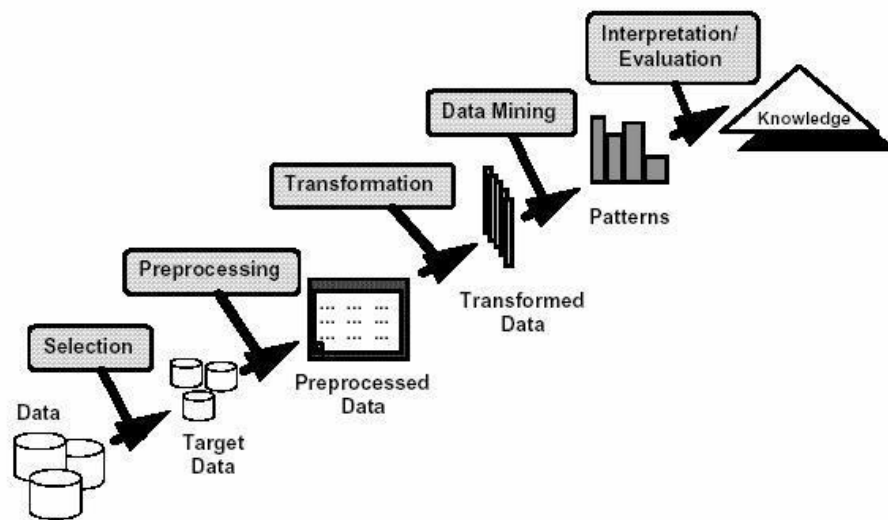 Interpretation/
Evaluation
Knowledge
Data Mining
Patterns
Transformation
Transformed
Data
Preprocessing
Preprocessed
Data
Selection
Target
Data
Data